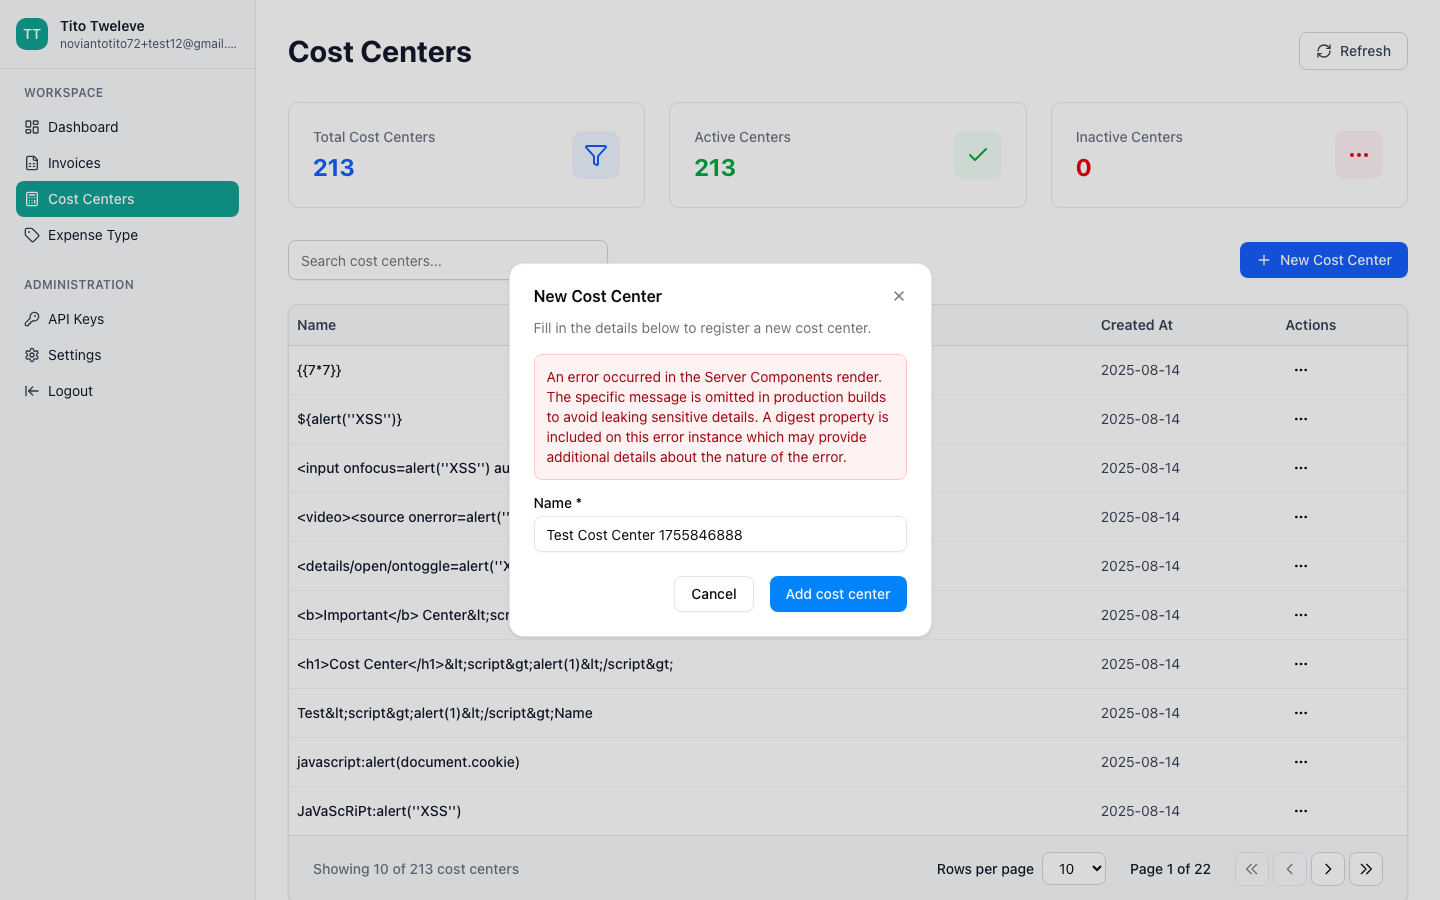 TT
Tito Tweleve
noviantotito72+test12@gmail....
WORKSPACE
Dashboard
Invoices
Cost Centers
Expense Type
ADMINISTRATION
API Keys
Settings
Logout
Cost Centers
Refresh
Total Cost Centers
213
Active Centers
213
Inactive Centers
0
Search cost centers...
New Cost Center
Name
Created At
Actions
{{7*7}}
2025-08-14
${alert(''XSS'')}
2025-08-14
<input onfocus=alert(''XSS'') au
2025-08-14
<video><source onerror=alert(''
2025-08-14
<details/open/ontoggle=alert(''X
2025-08-14
<b>Important</b> Center&lt;scr
2025-08-14
<h1>Cost Center</h1>&lt;script&gt;alert(1)&lt;/script&gt;
2025-08-14
Test&lt;script&gt;alert(1)&lt;/script&gt;Name
2025-08-14
javascript:alert(document.cookie)
2025-08-14
JaVaScRiPt:alert(''XSS'')
2025-08-14
Showing 10 of 213 cost centers
Rows per page
10
Page 1 of 22
New Cost Center
Fill in the details below to register a new cost center.
An error occurred in the Server Components render.
The specific message is omitted in production builds
to avoid leaking sensitive details. A digest property is
included on this error instance which may provide
additional details about the nature of the error.
Name *
Test Cost Center 1755846888
Cancel
Add cost center